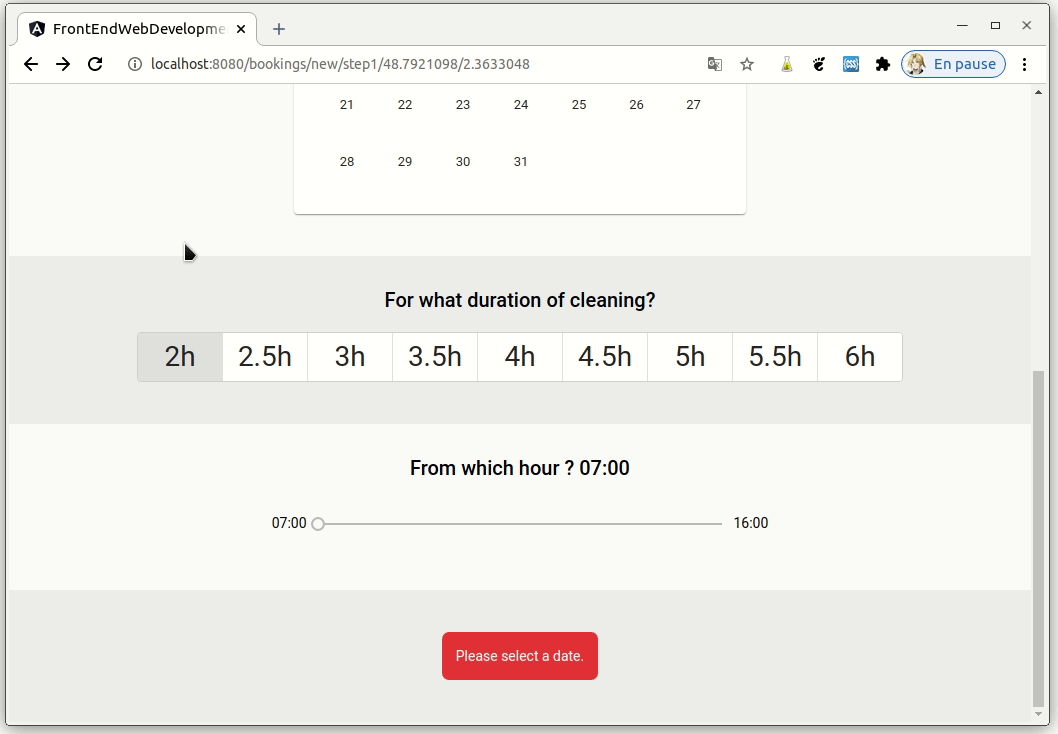 FrontEndWebDevelopme
localhost:8080/bookings/new/step1/48.7921098/2.3633048
En pause
21 22 23 24 25 26 27
28 29 30 31
For what duration of cleaning?
2h 2.5h 3h 3.5h 4h 4.5h 5h 5.5h 6h
From which hour ? 07:00
07:00 16:00
Please select a date.